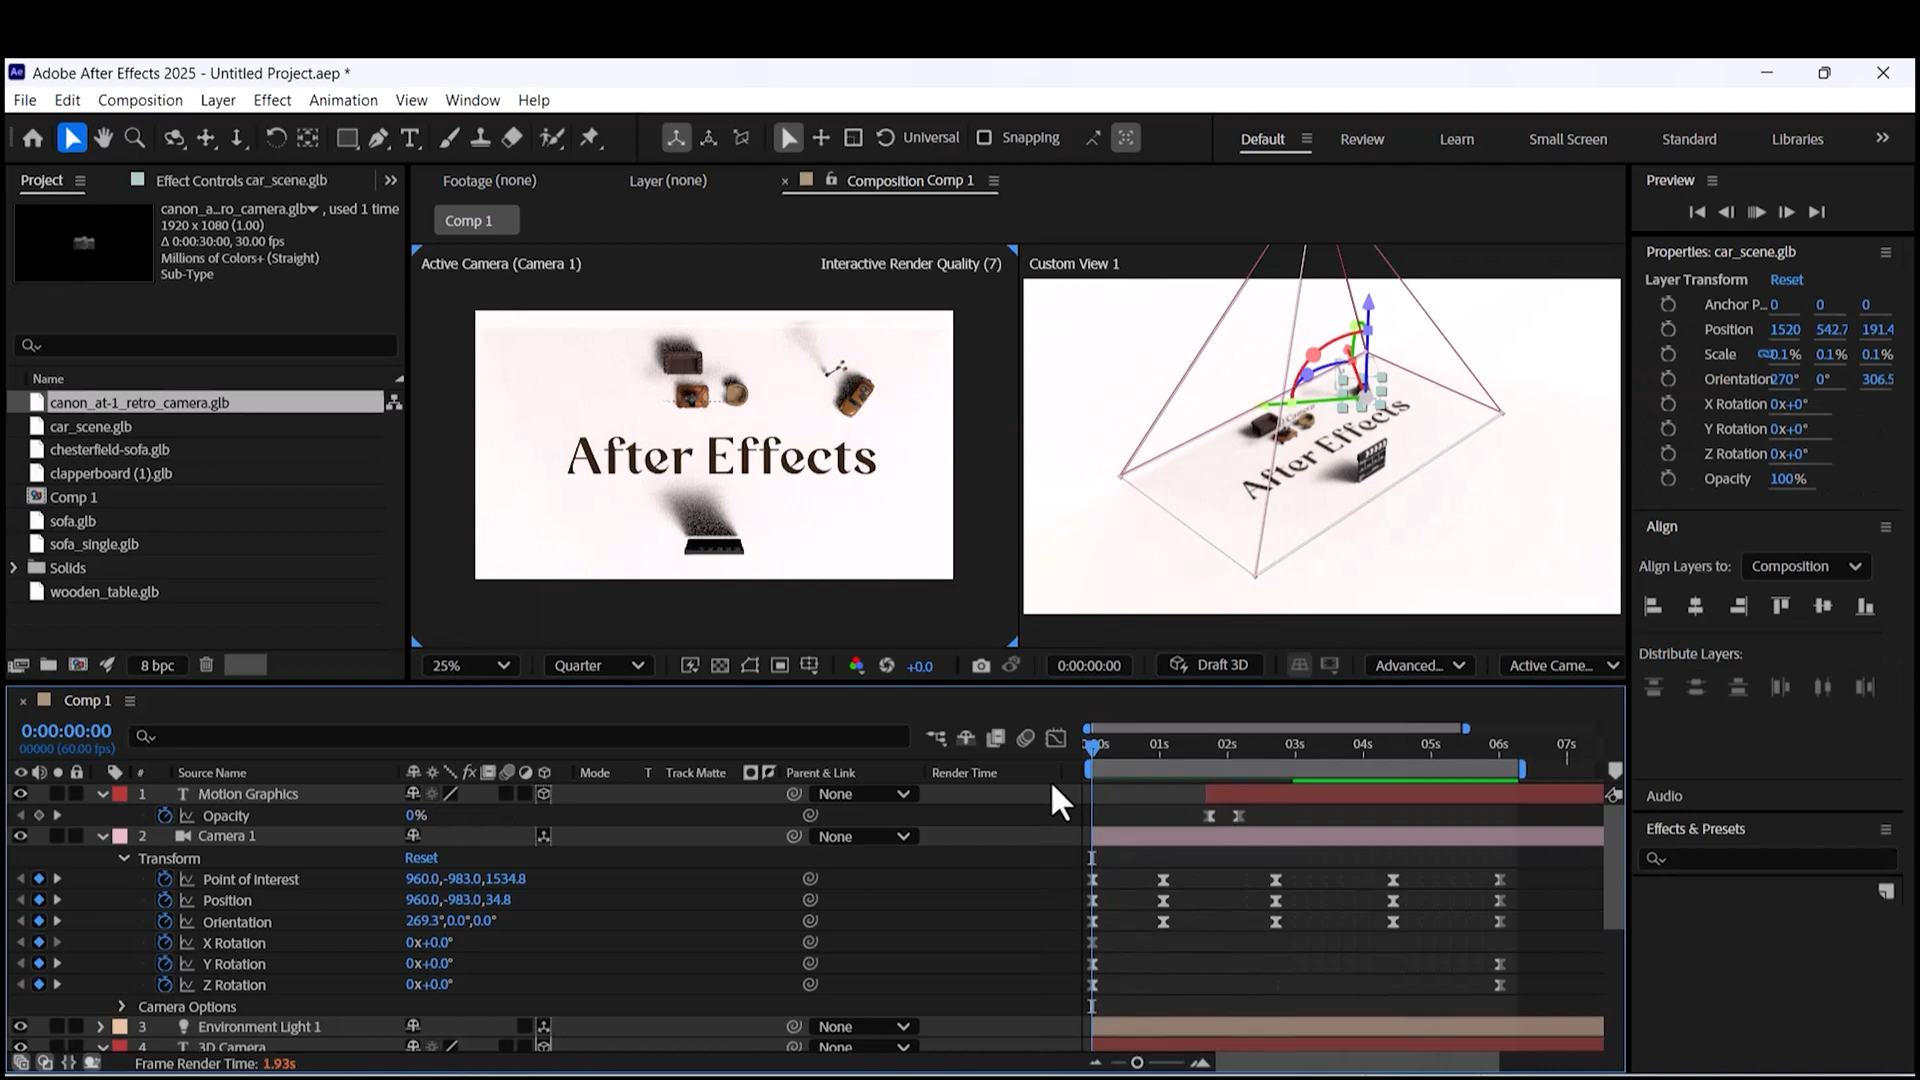 Ae Adobe After Effects 2025 - Untitled Project.aep *
File Edit Composition Layer Effect Animation View Window Help
Universal Snapping Default Review Learn Small Screen Standard Libraries
Project Effect Controls car_scene.glb
canon_a...ro_camera.glb , used 1 time
1920 x 1080 (1.00)
Δ 0:00:30:00, 30.00 fps
Millions of Colors+ (Straight)
Sub-Type
Name
canon_at-1_retro_camera.glb
car_scene.glb
chesterfield-sofa.glb
clapperboard (1).glb
Comp 1
sofa.glb
sofa_single.glb
Solids
wooden_table.glb
8 bpc
Footage (none) Layer (none) Composition Comp 1
Comp 1
Active Camera (Camera 1) Interactive Render Quality (7)
After Effects
Custom View 1
After Effects
25% Quarter +0.0 0:00:00:00 Draft 3D Advanced... Active Came...
Preview
Properties: car_scene.glb
Layer Transform Reset
Anchor P... 0 0 0
Position 1520 542.7 191.4
Scale 0.1% 0.1% 0.1%
Orientation 270° 0° 306.5
X Rotation 0x+0°
Y Rotation 0x+0°
Z Rotation 0x+0°
Opacity 100%
Align
Align Layers to: Composition
Distribute Layers:
Audio
Effects & Presets
Comp 1
0:00:00:00
00000 (60.00 fps)
01s 02s 03s 04s 05s 06s 07s
# Source Name fx Mode T Track Matte Parent & Link Render Time
1 T Motion Graphics None
Opacity 0%
2 Camera 1 None
Transform Reset
Point of Interest 960.0,-983.0,1534.8
Position 960.0,-983.0,34.8
Orientation 269.3°,0.0°,0.0°
X Rotation 0x+0.0°
Y Rotation 0x+0.0°
Z Rotation 0x+0.0°
Camera Options
3 Environment Light 1 None
4 T 3D Camera None
Frame Render Time: 1.93s